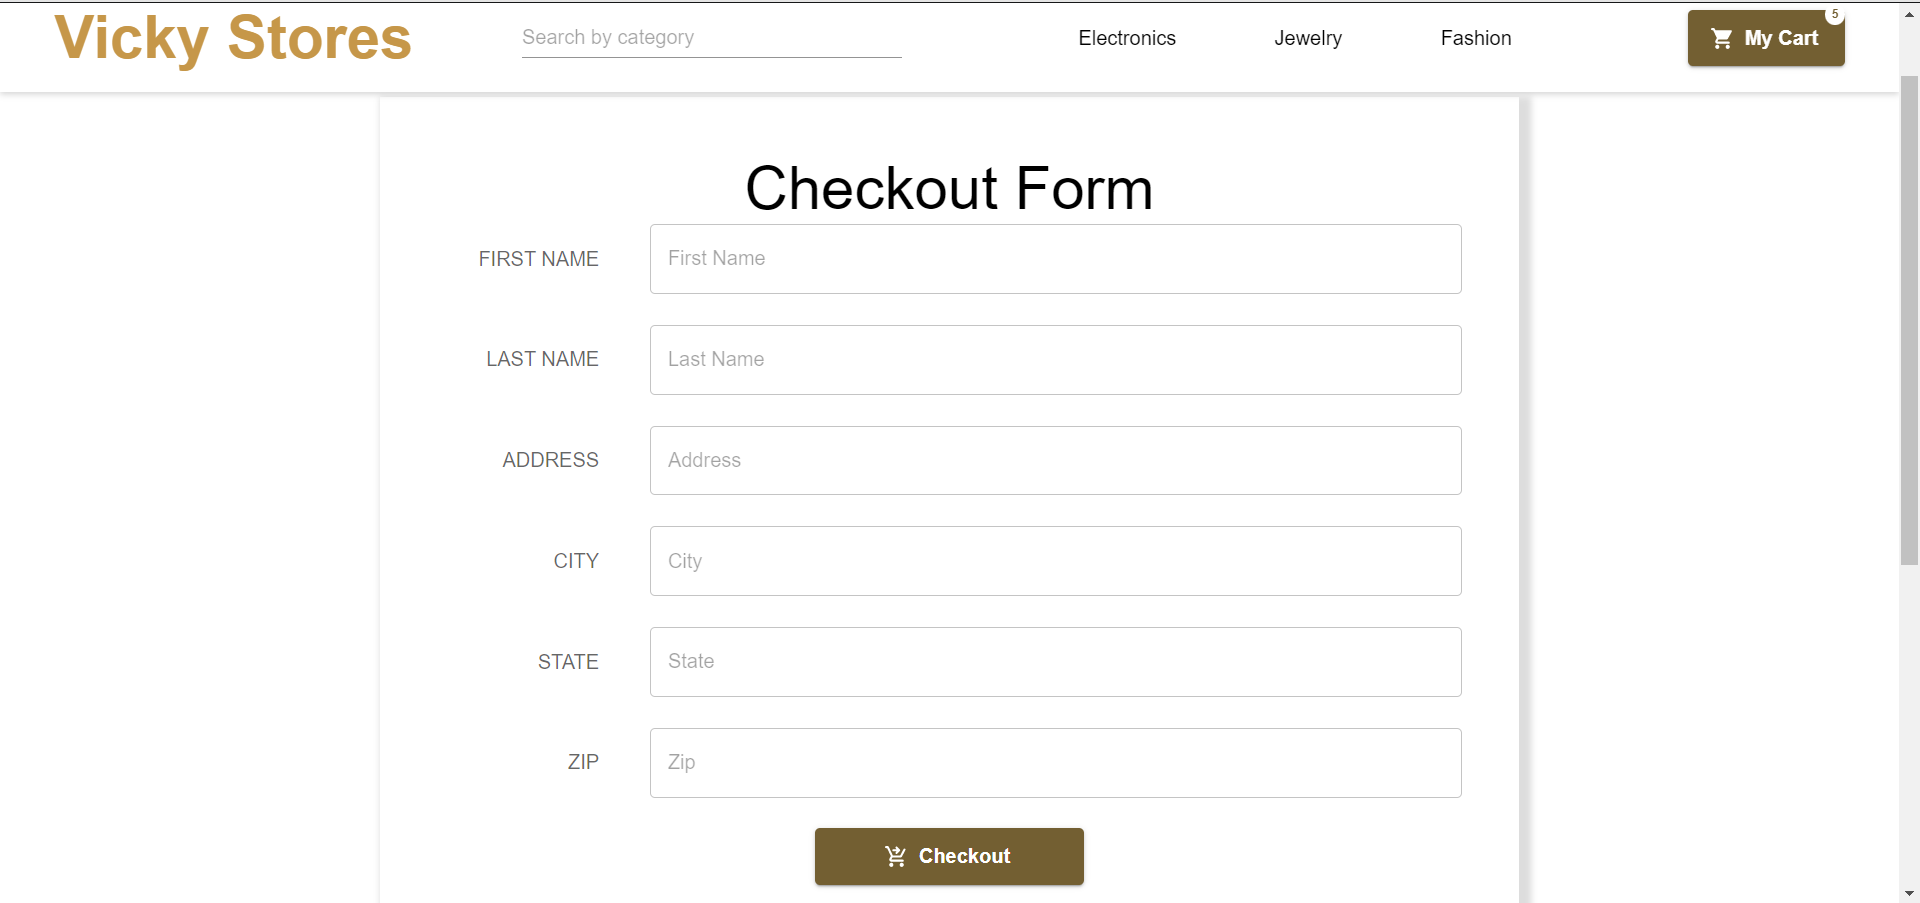 Vicky Stores
Search by category
Electronics
Jewelry
Fashion
My Cart
5
Checkout Form
FIRST NAME
First Name
LAST NAME
Last Name
ADDRESS
Address
CITY
City
STATE
State
ZIP
Zip
Checkout